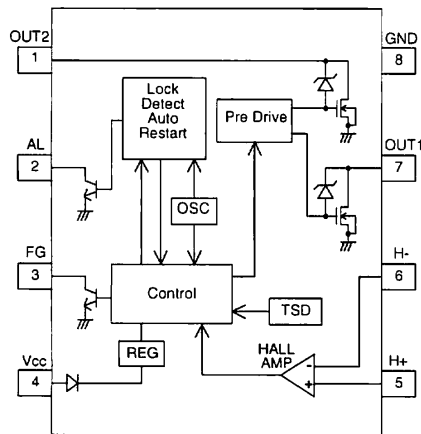 OUT2
1
GND
8
Lock
Detect
Auto
Restart
Pre Drive
AL
2
OUT1
7
OSC
FG
3
H-
6
Control
TSD
REG
HALL
AMP
-
+
Vcc
4
H+
5